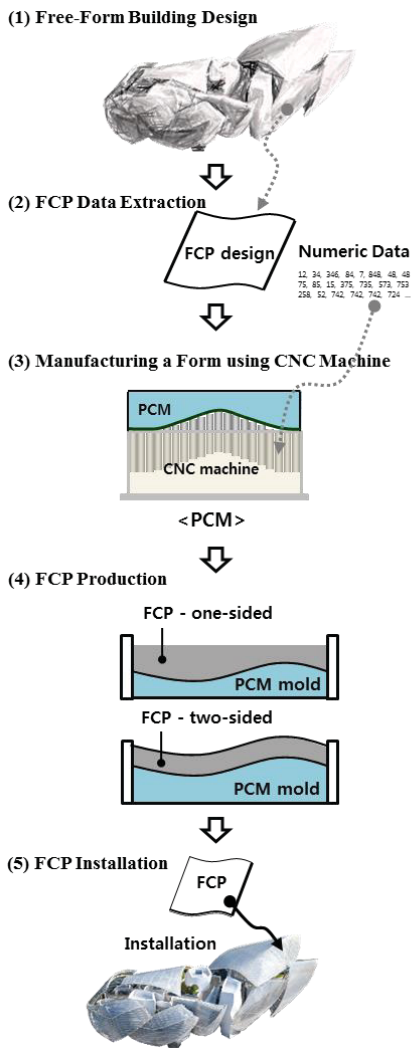 (1) Free-Form Building Design
(2) FCP Data Extraction
FCP design
Numeric Data
12, 34, 346, 84, 7, 848, 48, 48
75, 85, 15, 375, 735, 573, 753
258, 52, 742, 742, 742, 724 ...
(3) Manufacturing a Form using CNC Machine
PCM
CNC machine
<PCM>
(4) FCP Production
FCP - one-sided
PCM mold
FCP - two-sided
PCM mold
(5) FCP Installation
FCP
Installation